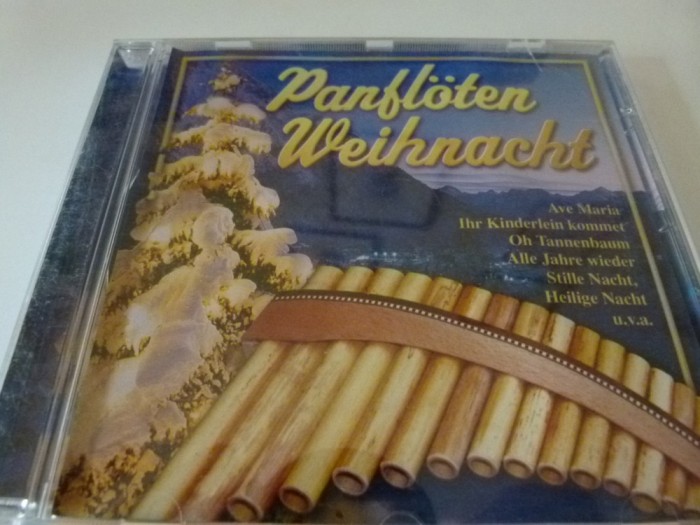 Panflöten
Weihnacht
Ave Maria
Ihr Kinderlein kommet
Oh Tannenbaum
Alle Jahre wieder
Stille Nacht,
Heilige Nacht
u.v.a.